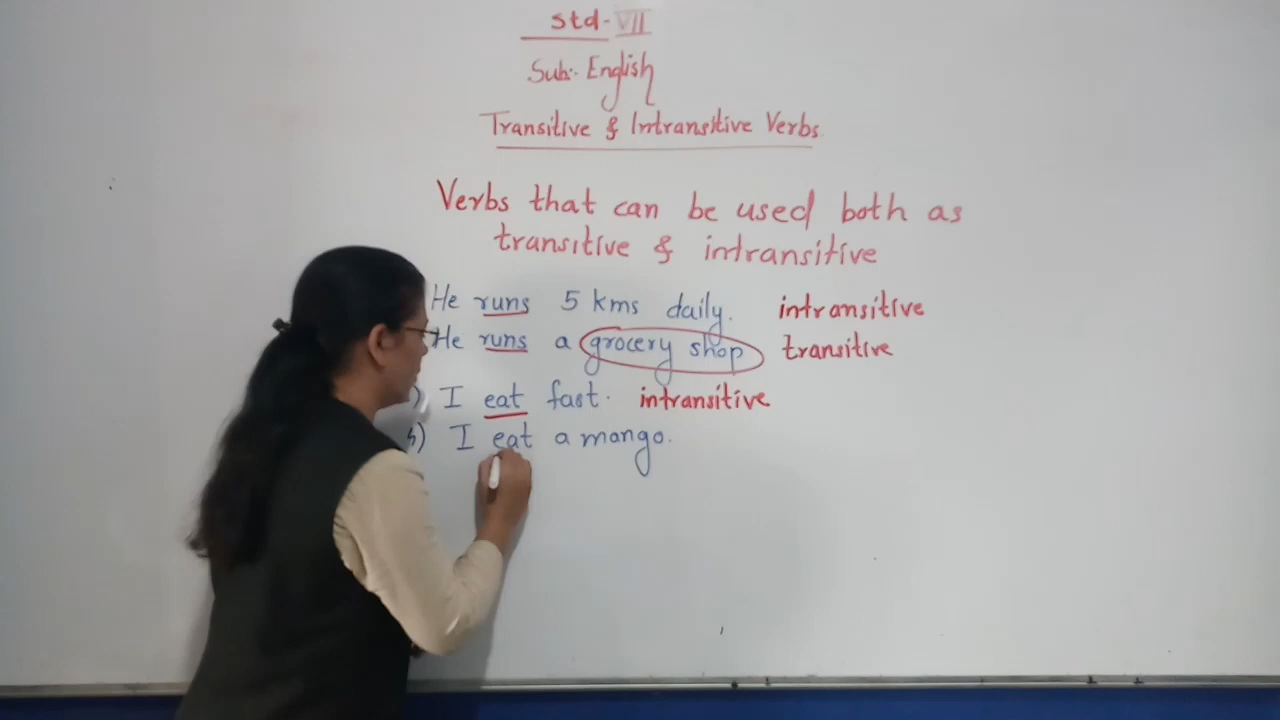 Std-VII
Sub:- English
Transitive & Intransitive Verbs
Verbs that can be used both as
transitive & intransitive
He runs 5 kms daily. intransitive
He runs a grocery shop transitive
) I eat fast. intransitive
4) I eat a mango.